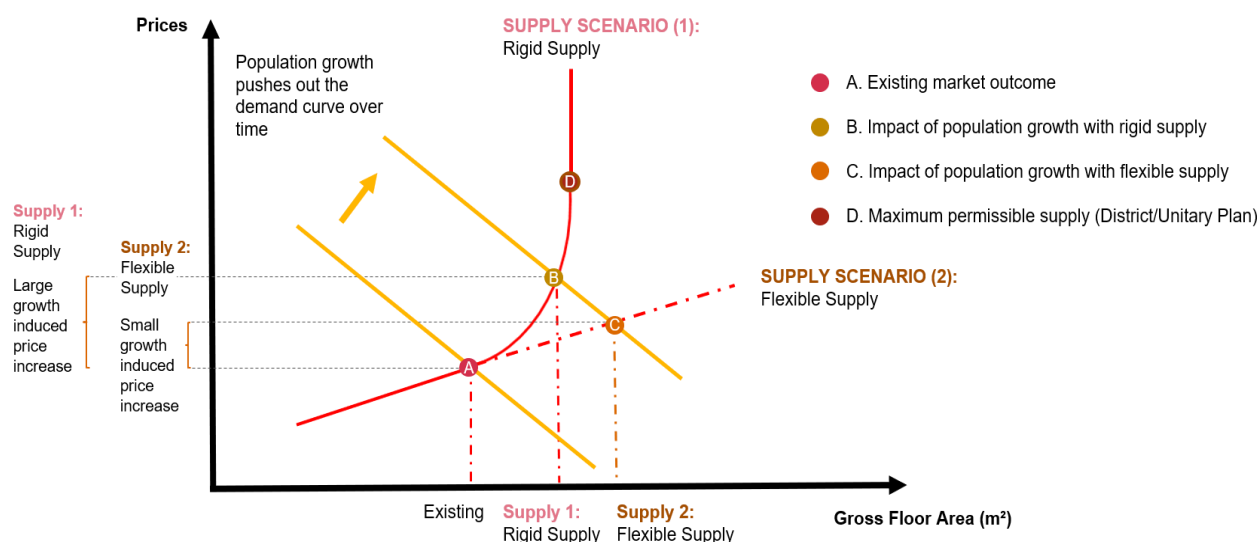 Prices
SUPPLY SCENARIO (1):
Rigid Supply
Population growth
pushes out the
demand curve over
time
A. Existing market outcome
B. Impact of population growth with rigid supply
C. Impact of population growth with flexible supply
D. Maximum permissible supply (District/Unitary Plan)
D
Supply 1:
Rigid
Supply
Large
growth
induced
price
increase
Supply 2:
Flexible
Supply
Small
growth
induced
price
increase
B
SUPPLY SCENARIO (2):
Flexible Supply
C
A
Existing
Supply 1:
Rigid Supply
Supply 2:
Flexible Supply
Gross Floor Area (m²)